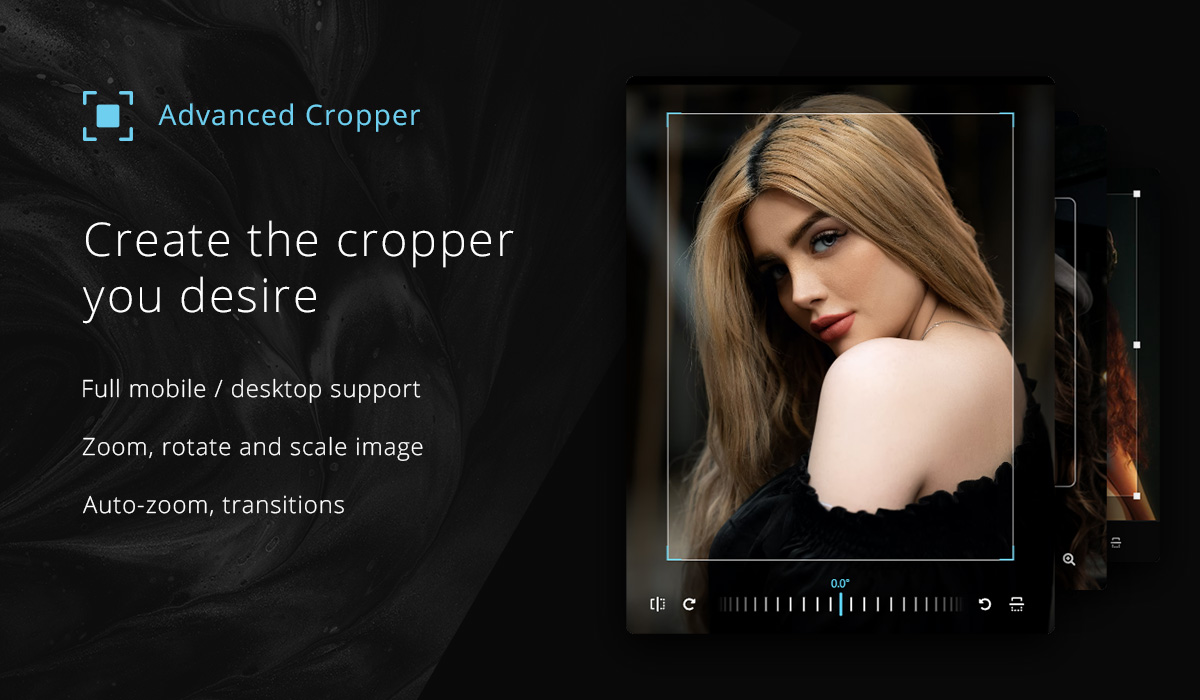 Advanced Cropper
Create the cropper
you desire
Full mobile / desktop support
Zoom, rotate and scale image
Auto-zoom, transitions
0.0°